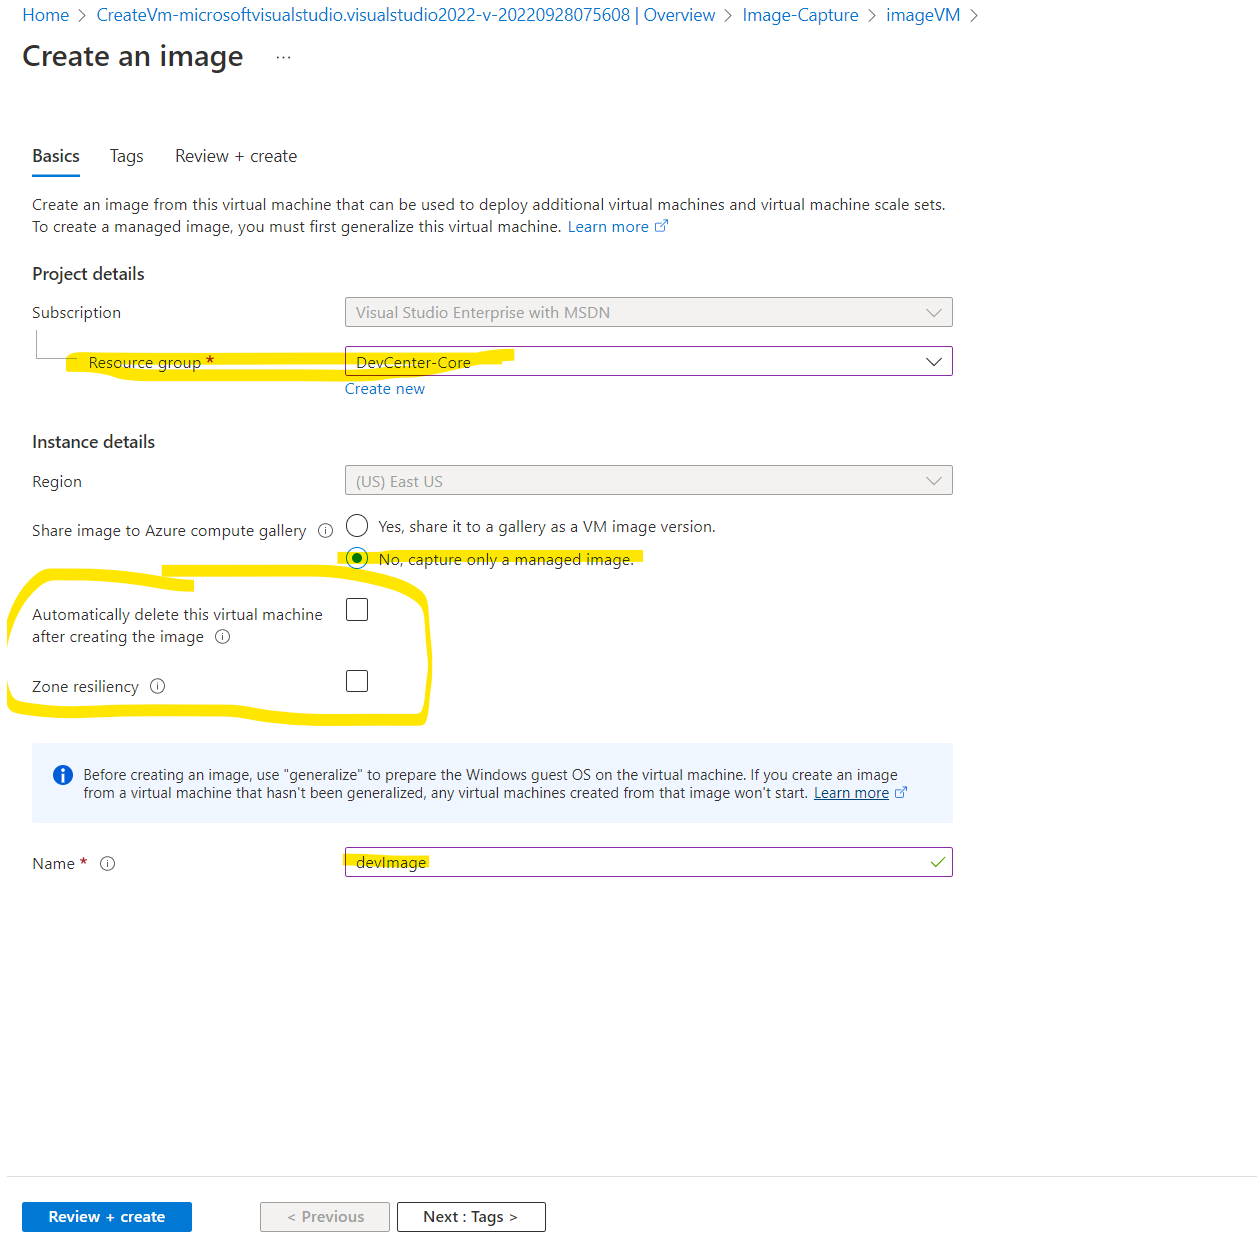 Home > CreateVm-microsoftvisualstudio.visualstudio2022-v-20220928075608 | Overview > Image-Capture > imageVM >
Create an image ...
Basics Tags Review + create
Create an image from this virtual machine that can be used to deploy additional virtual machines and virtual machine scale sets.
To create a managed image, you must first generalize this virtual machine. Learn more
Project details
Subscription Visual Studio Enterprise with MSDN
Resource group * DevCenter-Core
Create new
Instance details
Region (US) East US
Share image to Azure compute gallery Yes, share it to a gallery as a VM image version.
No, capture only a managed image.
Automatically delete this virtual machine
after creating the image
Zone resiliency
Before creating an image, use "generalize" to prepare the Windows guest OS on the virtual machine. If you create an image
from a virtual machine that hasn't been generalized, any virtual machines created from that image won't start. Learn more
Name * devImage
Review + create < Previous Next : Tags >